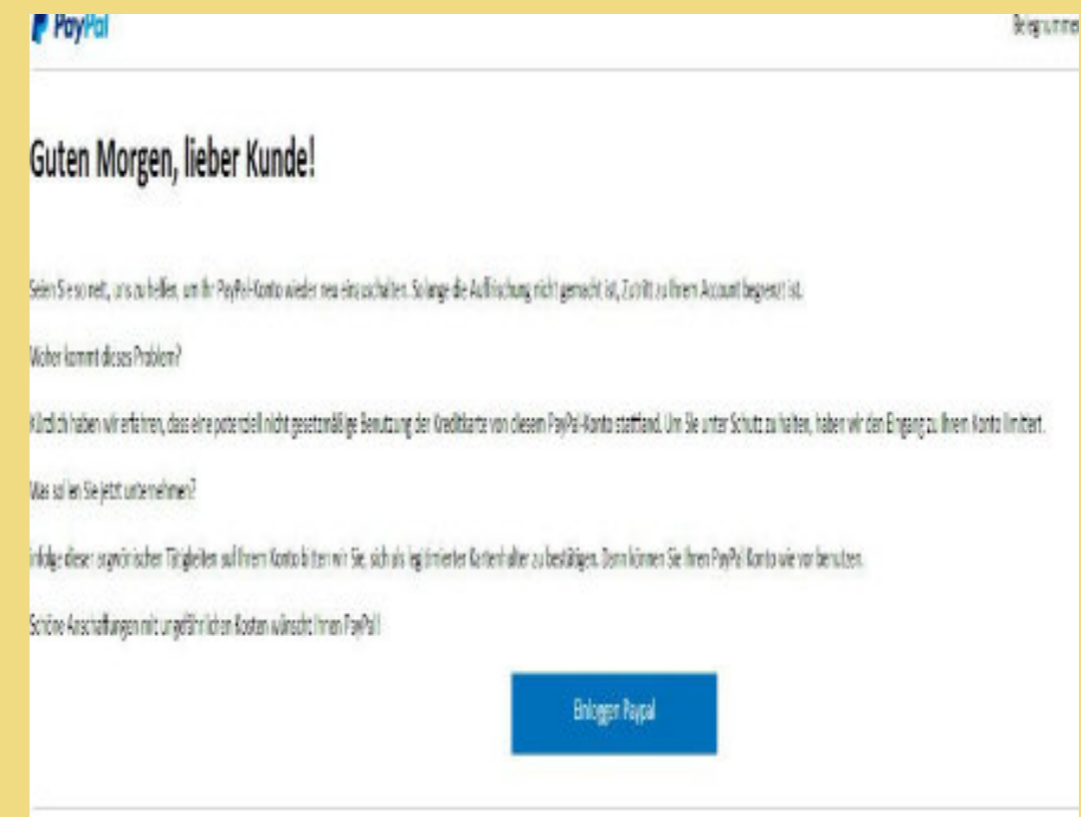 PayPal
Belegnummer
Guten Morgen, lieber Kunde!
Seien Sie so nett, uns zu helfen, um Ihr PayPal-Konto wieder neu einzuschalten. Solange die Auffrischung nicht gemacht ist, Zutritt zu Ihrem Account begrenzt ist.
Woher kommt dieses Problem?
Kürzlich haben wir erfahren, dass eine potenziell nicht gesetzmäßige Benutzung der Kreditkarte von diesem PayPal-Konto stattfand. Um Sie unter Schutz zu halten, haben wir den Eingang zu Ihrem Konto limitert.
Was sollen Sie jetzt unternehmen?
infolge dieser argwönischen Tätigkeiten auf Ihrem Konto bitten wir Sie, sich als legitimierter Kartenhalter zu bestätigen. Dann können Sie Ihren PayPal Konto wie vor benutzen.
Schöne Anschaffungen mit ungefährlichen Kosten wünscht Ihnen PayPal!
Einloggen Paypal